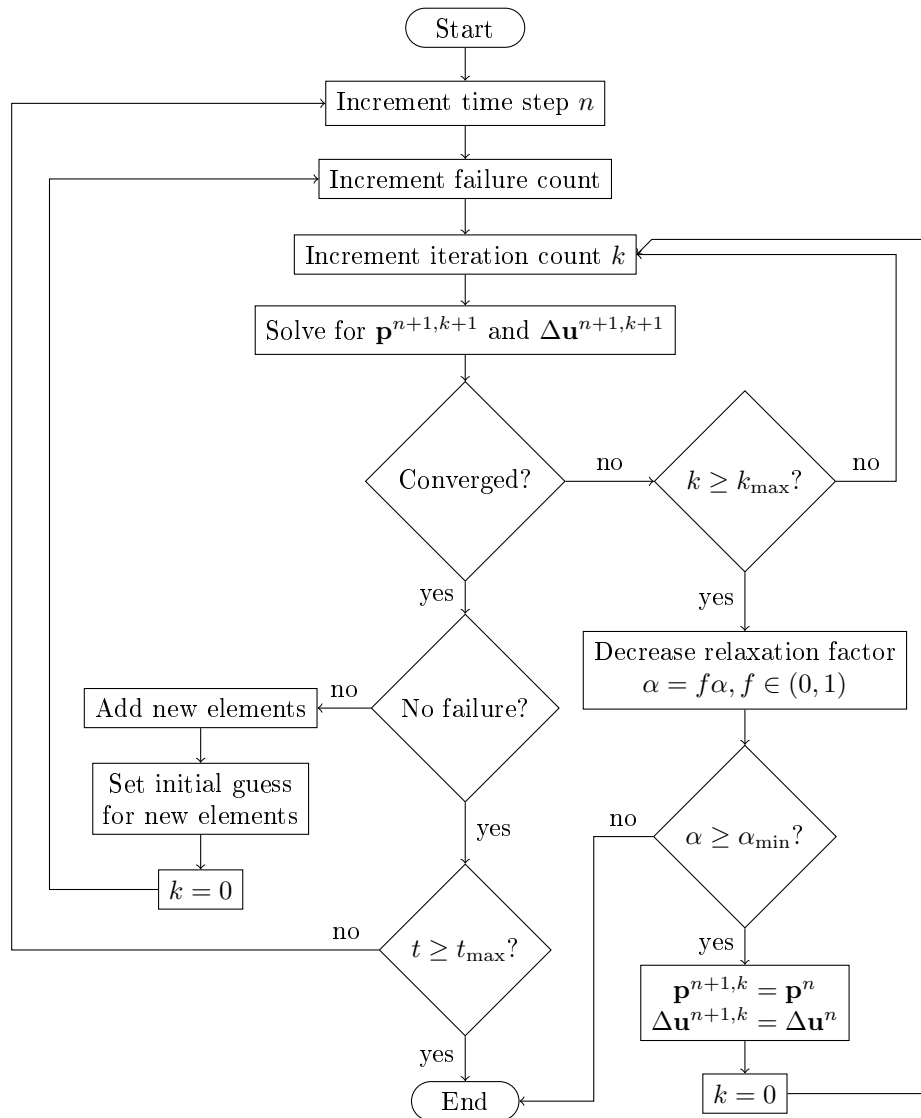 Start
Increment time step n
Increment failure count
Increment iteration count k
Solve for p^{n+1,k+1} and Δu^{n+1,k+1}
Converged?
no
k ≥ k_max?
no
yes
yes
Decrease relaxation factor
α = fα, f ∈ (0, 1)
No failure?
no
Add new elements
Set initial guess
for new elements
k = 0
yes
α ≥ α_min?
no
yes
t ≥ t_max?
no
yes
p^{n+1,k} = p^n
Δu^{n+1,k} = Δu^n
k = 0
End